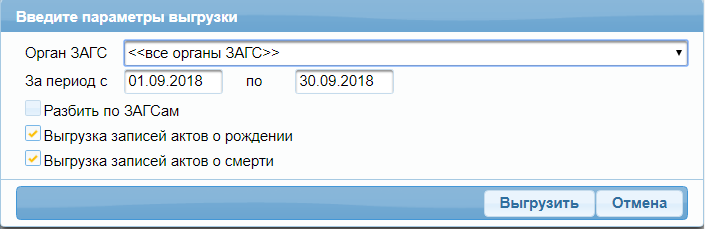 Введите параметры выгрузки
Орган ЗАГС <<все органы ЗАГС>>
За период с 01.09.2018 по 30.09.2018
Разбить по ЗАГСам
Выгрузка записей актов о рождении
Выгрузка записей актов о смерти
Выгрузить Отмена